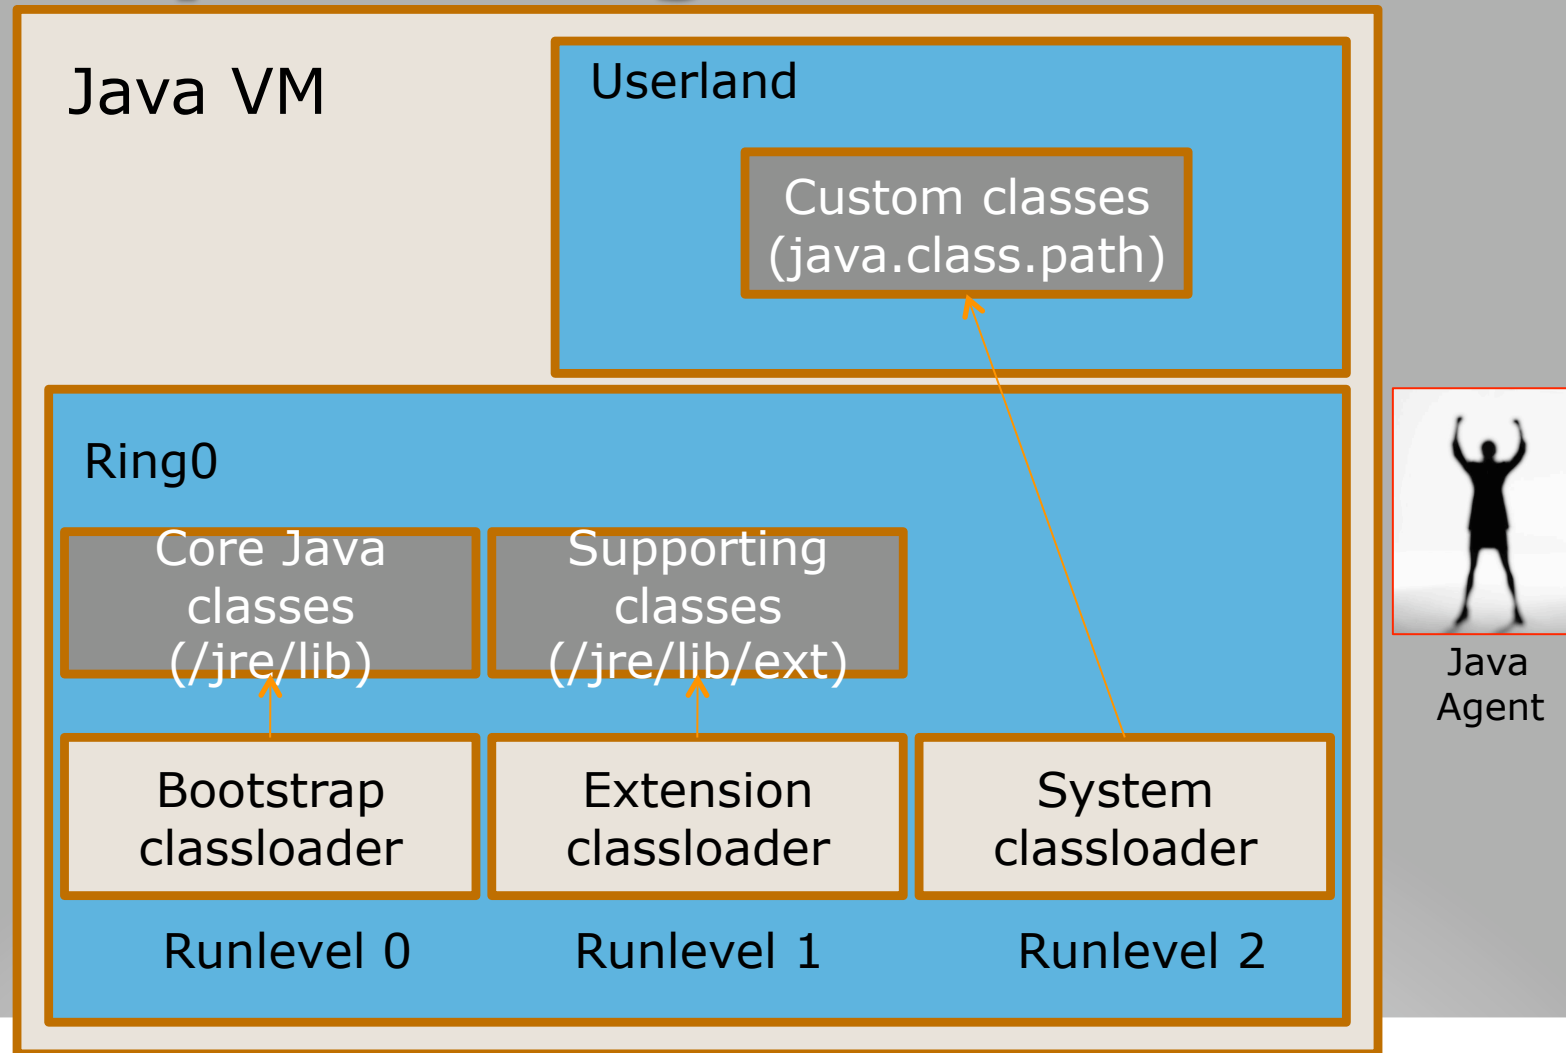 Java VM
Userland
Custom classes
(java.class.path)
Ring0
Core Java
classes
(/jre/lib)
Supporting
classes
(/jre/lib/ext)
Bootstrap
classloader
Extension
classloader
System
classloader
Runlevel 0
Runlevel 1
Runlevel 2
Java
Agent